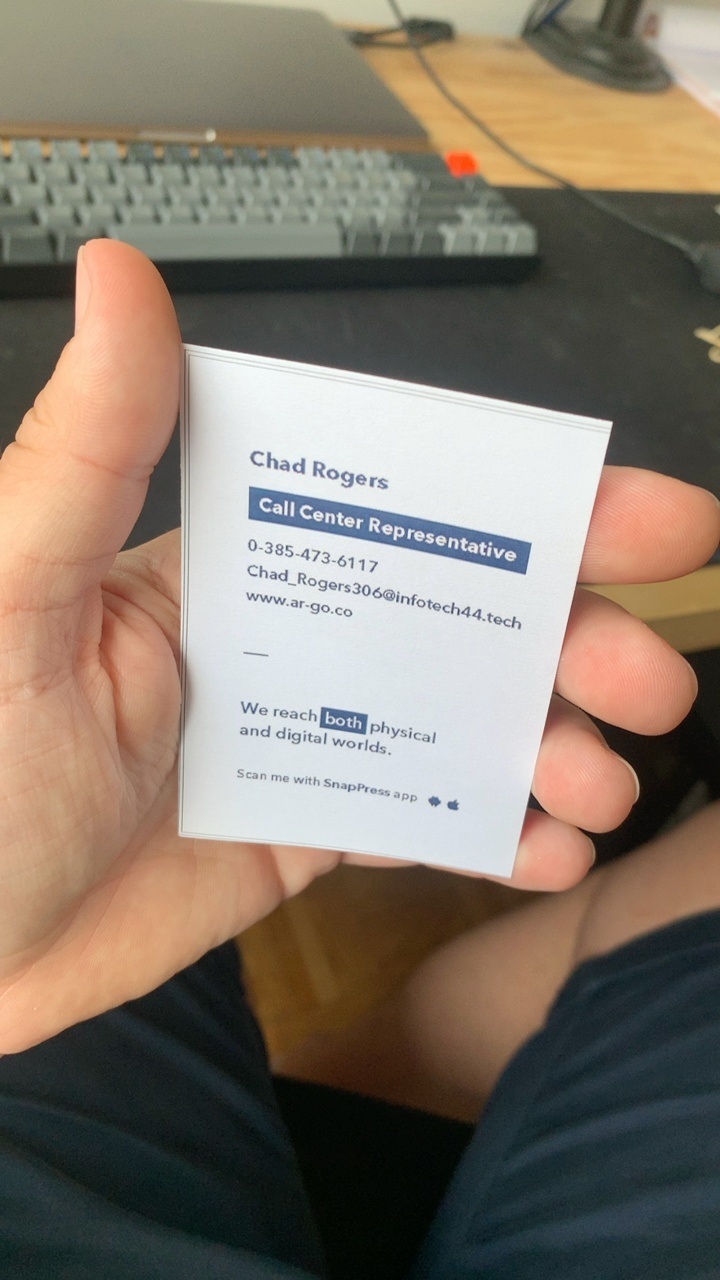 Chad Rogers
Call Center Representative
0-385-473-6117
Chad_Rogers306@infotech44.tech
www.ar-go.co
We reach both physical
and digital worlds.
Scan me with SnapPress app